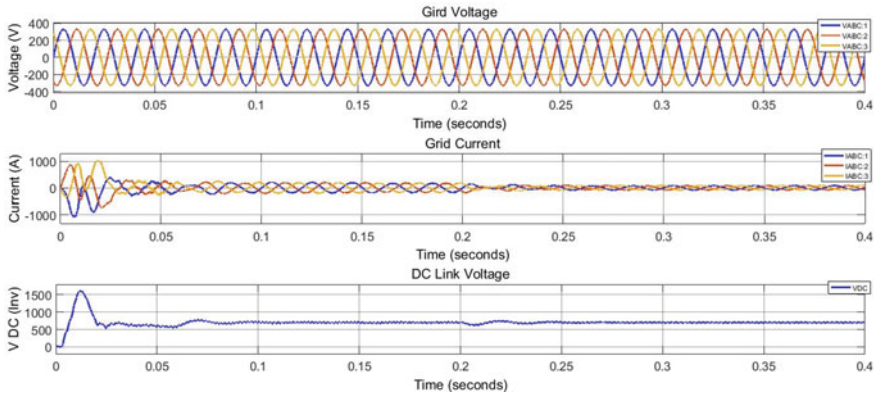 Gird Voltage
Voltage (V)
400
200
0
-200
-400
VABC:1
VABC:2
VABC:3
0 0.05 0.1 0.15 0.2 0.25 0.3 0.35 0.4
Time (seconds)
Grid Current
Current (A)
1000
0
-1000
IABC:1
IABC:2
IABC:3
0 0.05 0.1 0.15 0.2 0.25 0.3 0.35 0.4
Time (seconds)
DC Link Voltage
V DC (Inv)
1500
1000
500
0
VDC
0 0.05 0.1 0.15 0.2 0.25 0.3 0.35 0.4
Time (seconds)